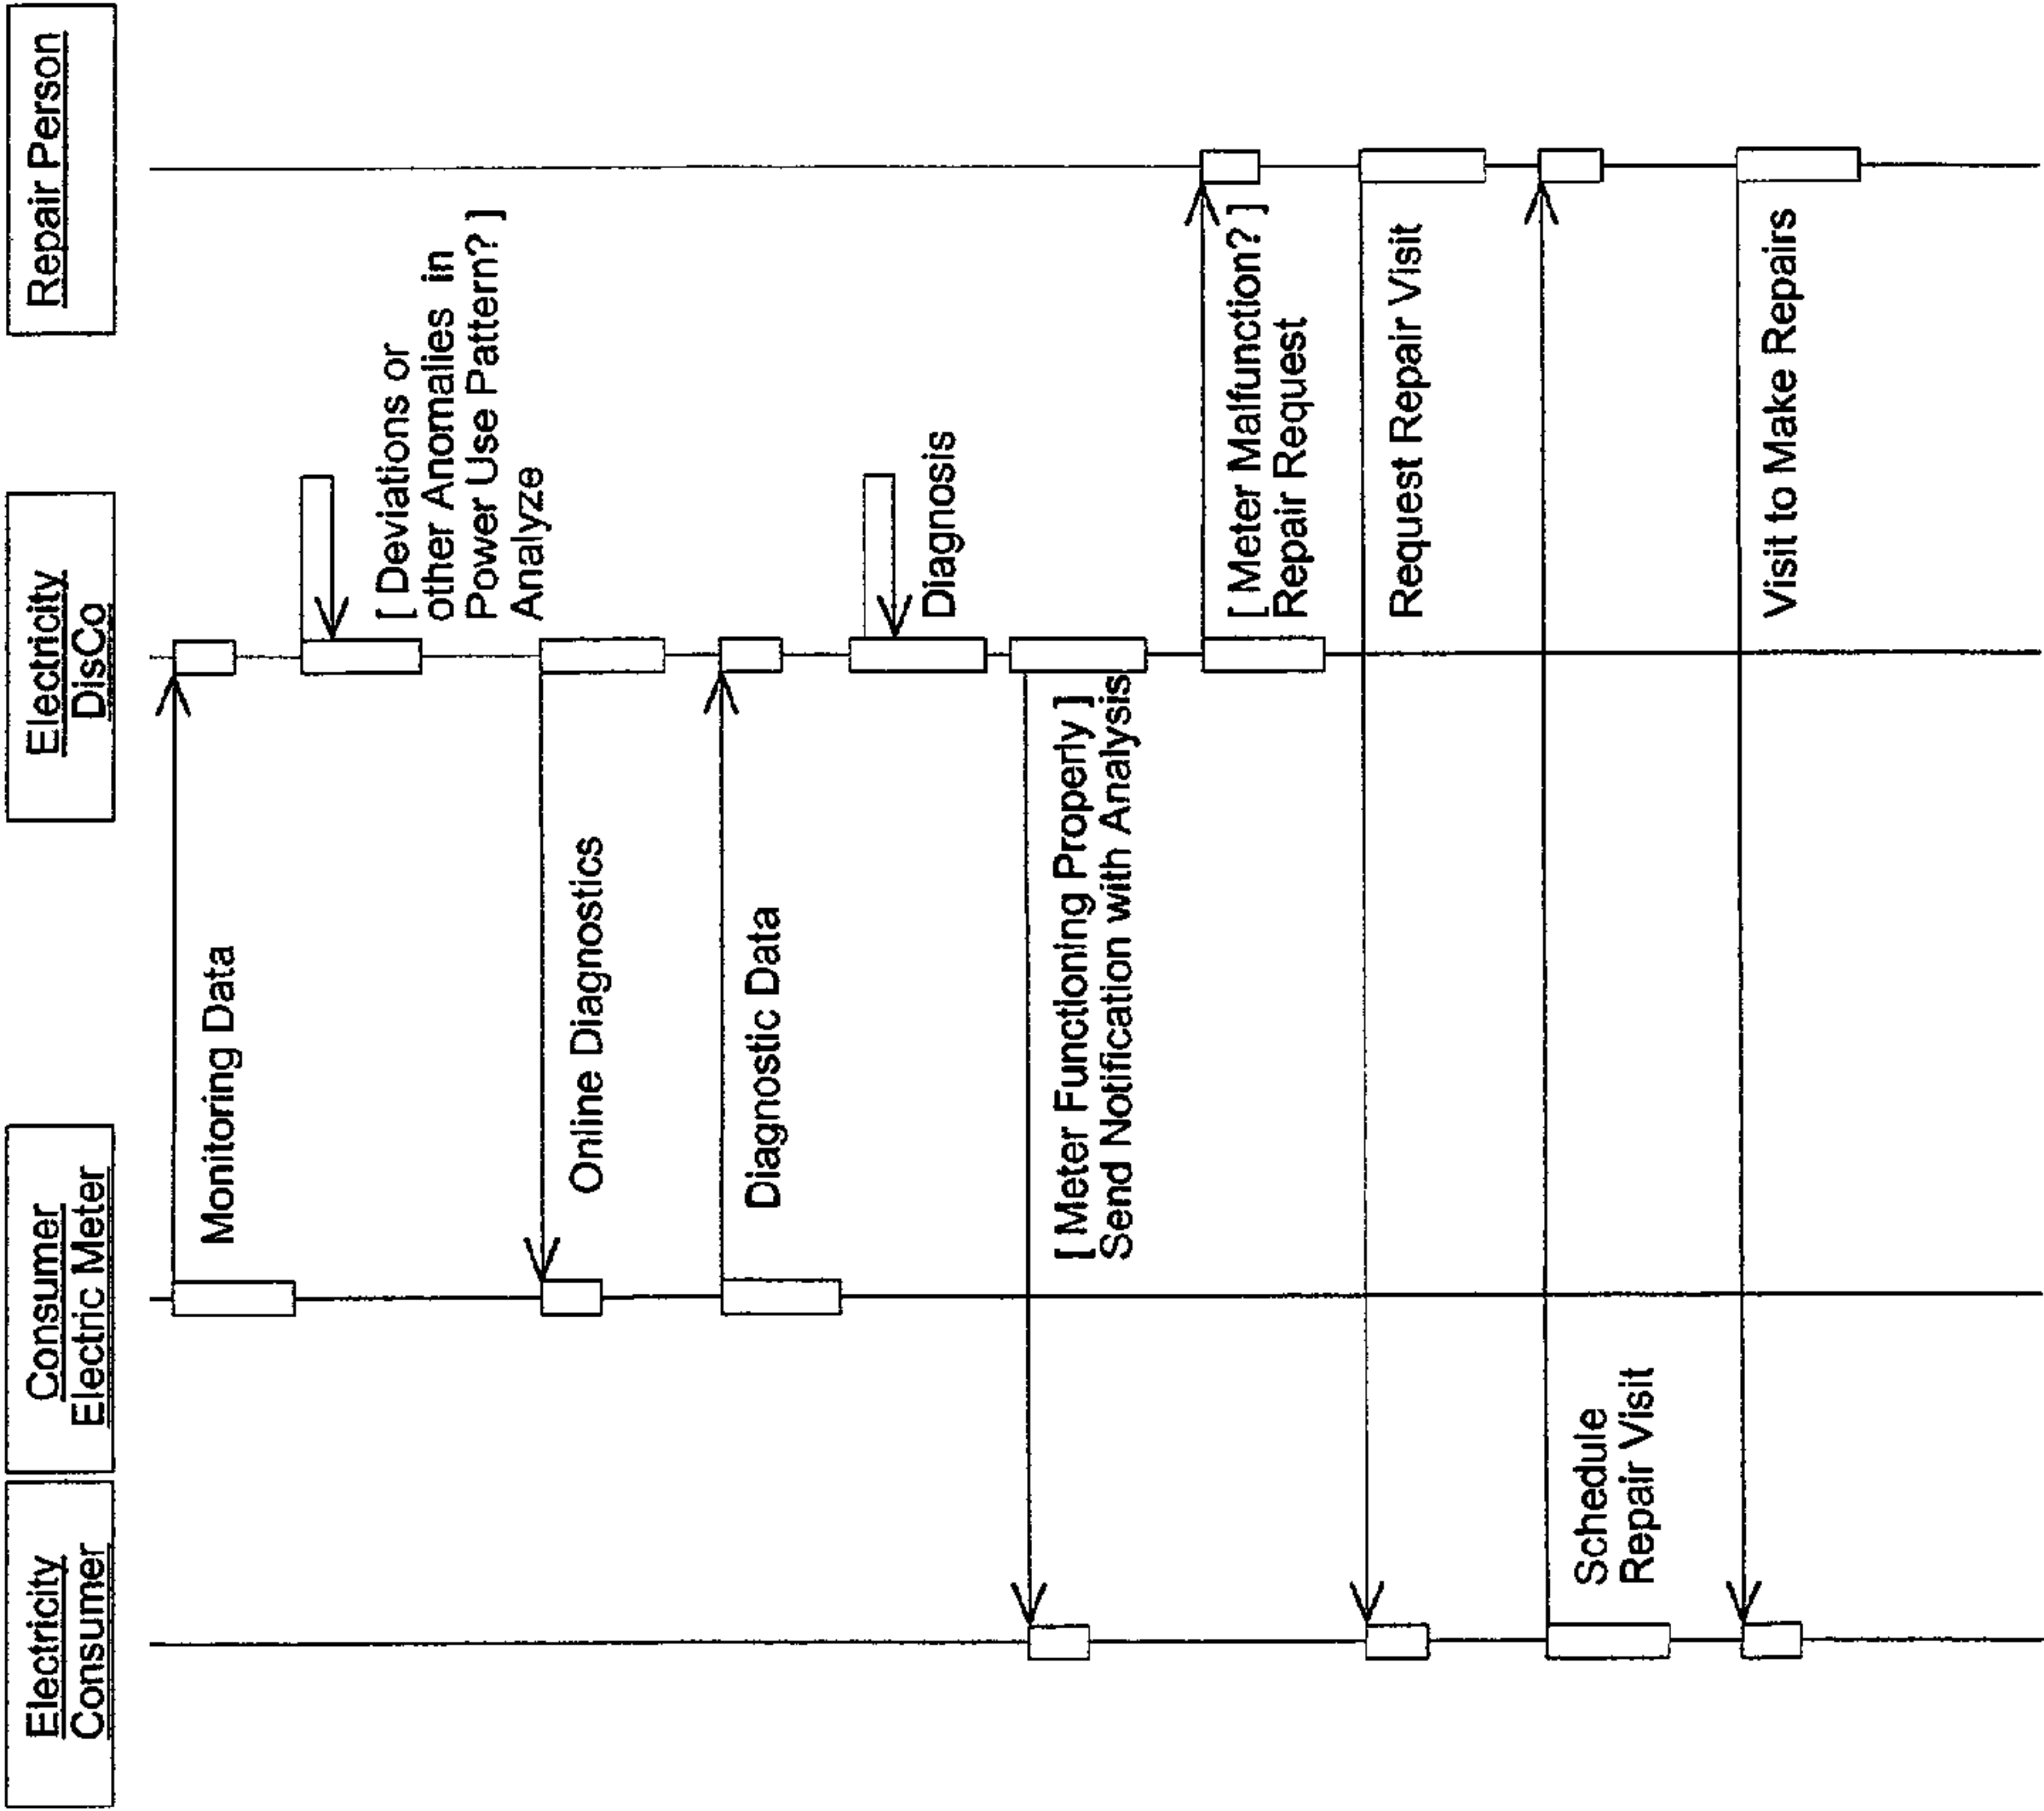 Electricity
Consumer
Consumer
Electric Meter
Electricity
DisCo
Repair Person
Monitoring Data
[ Deviations or
other Anomalies in
Power Use Pattern? ]
Analyze
Online Diagnostics
Diagnostic Data
Diagnosis
[ Meter Functioning Properly ]
Send Notification with Analysis
[ Meter Malfunction? ]
Repair Request
Request Repair Visit
Schedule
Repair Visit
Visit to Make Repairs